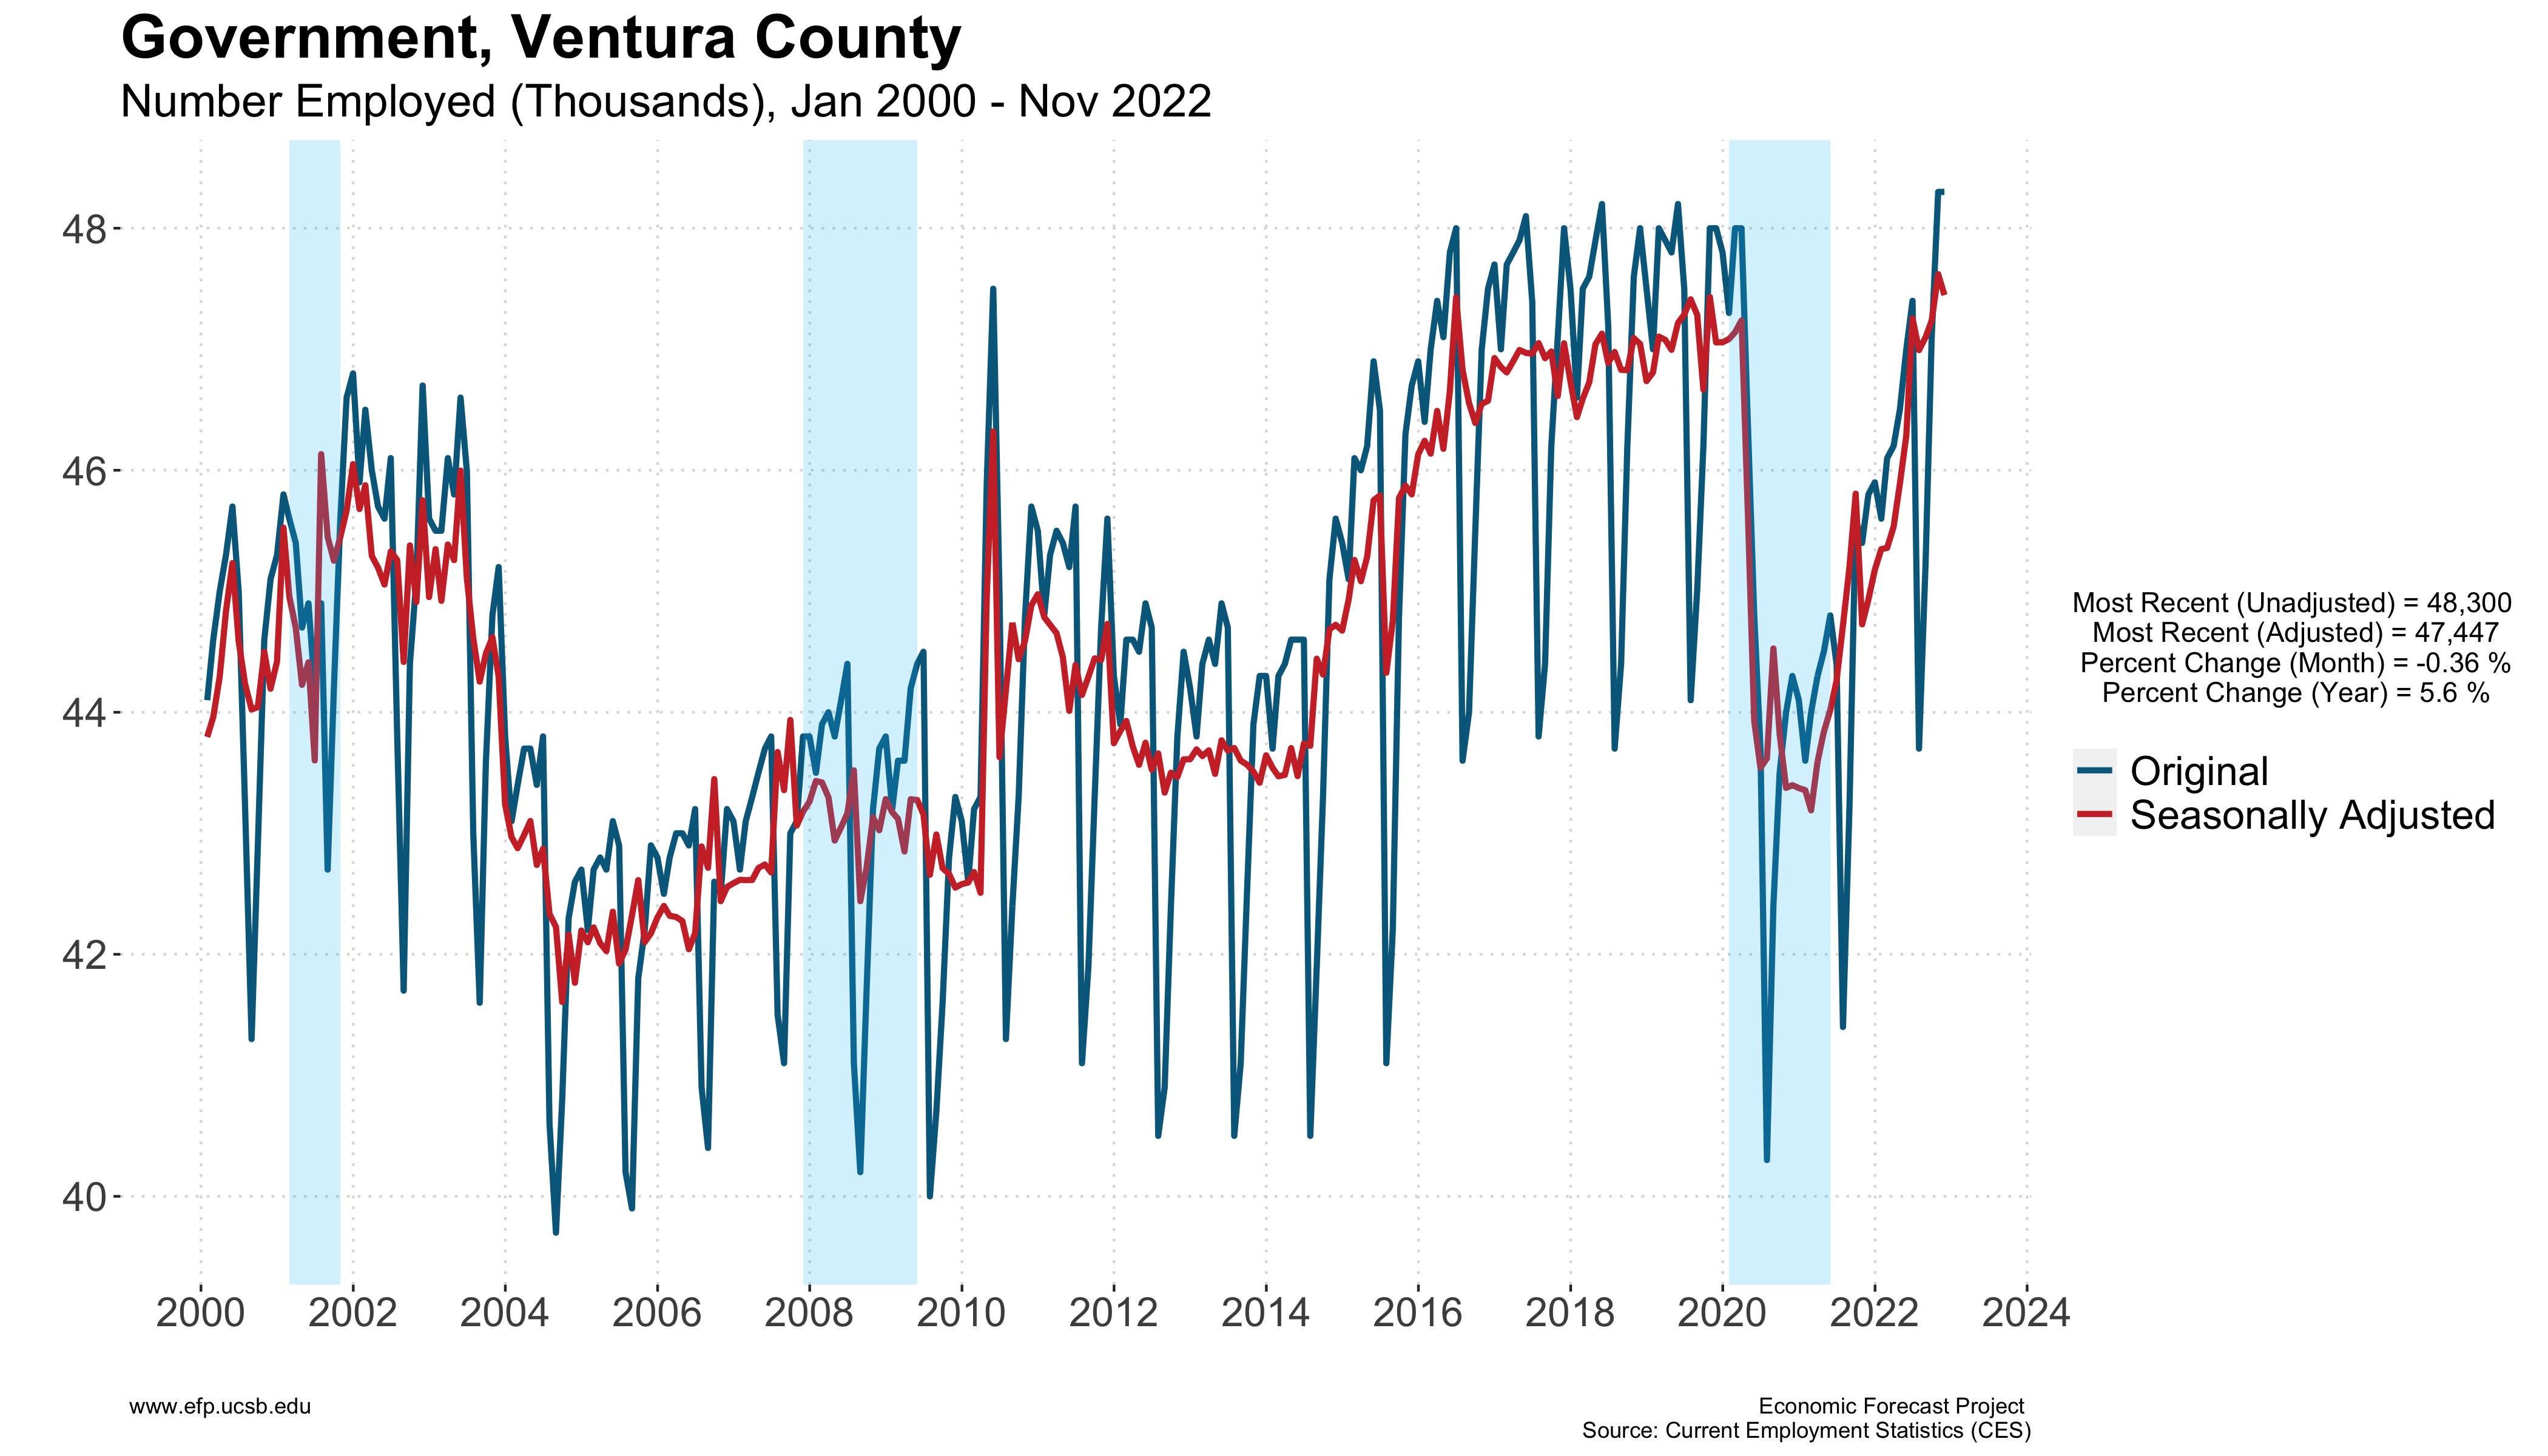 Government, Ventura County
Number Employed (Thousands), Jan 2000 - Nov 2022
48
46
44
42
40
2000 2002 2004 2006 2008 2010 2012 2014 2016 2018 2020 2022 2024
Most Recent (Unadjusted) = 48,300
Most Recent (Adjusted) = 47,447
Percent Change (Month) = -0.36 %
Percent Change (Year) = 5.6 %
Original
Seasonally Adjusted
www.efp.ucsb.edu
Economic Forecast Project
Source: Current Employment Statistics (CES)